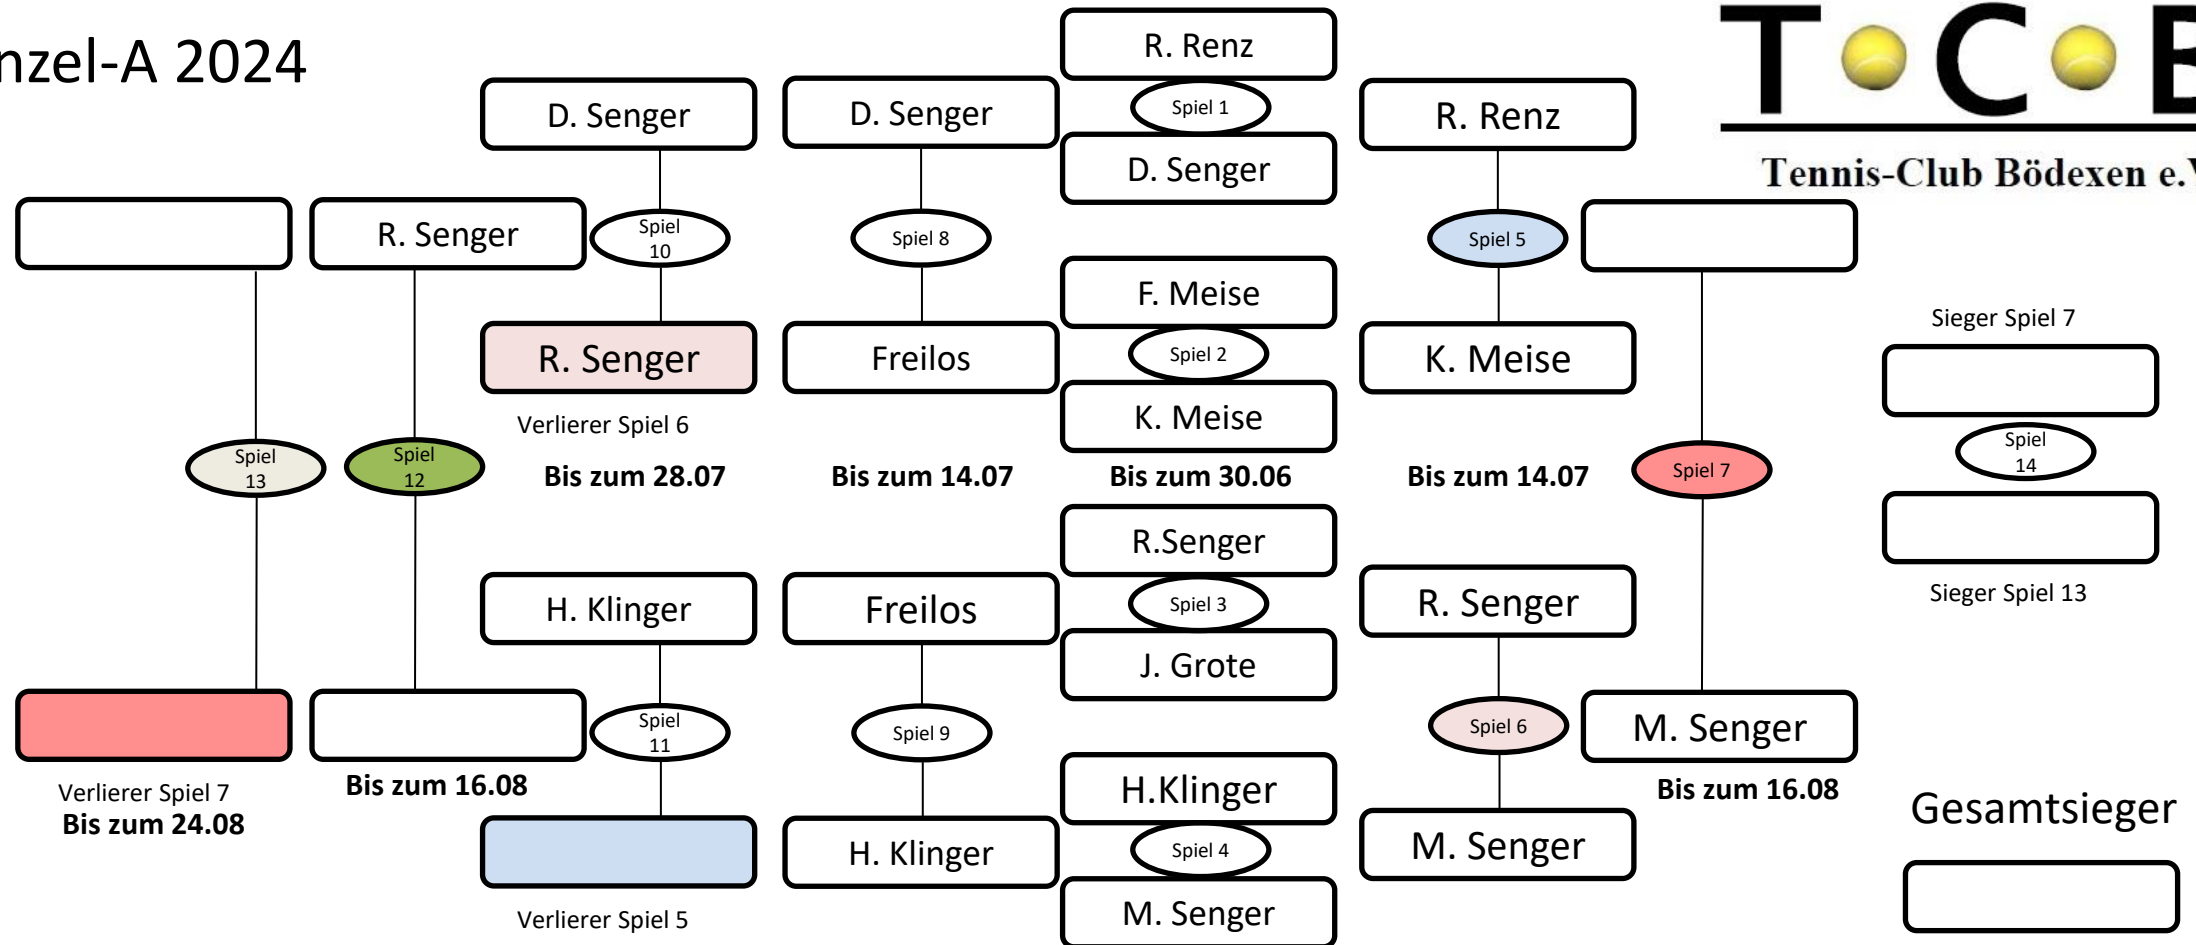 nzel-A 2024
T C B
Tennis-Club Bödexen e.V
R. Renz
Spiel 1
D. Senger
D. Senger
D. Senger
R. Renz
R. Senger
Spiel
10
Spiel 8
Spiel 5
F. Meise
Spiel 2
K. Meise
R. Senger
Freilos
K. Meise
Verlierer Spiel 6
Sieger Spiel 7
Spiel
13
Spiel
12
Bis zum 28.07
Bis zum 14.07
Bis zum 30.06
Bis zum 14.07
Spiel 7
Spiel
14
Sieger Spiel 13
R.Senger
Spiel 3
J. Grote
H. Klinger
Freilos
R. Senger
Spiel
11
Spiel 9
Spiel 6
M. Senger
Verlierer Spiel 7
Bis zum 24.08
Bis zum 16.08
Bis zum 16.08
H.Klinger
Spiel 4
M. Senger
H. Klinger
M. Senger
Verlierer Spiel 5
Gesamtsieger